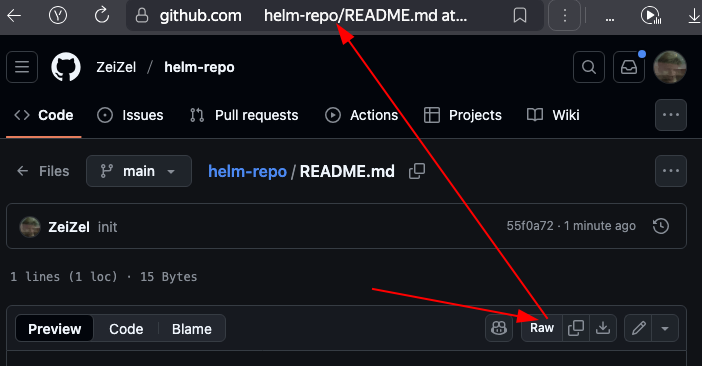 github.com helm-repo/README.md at...
ZeiZel / helm-repo
Code Issues Pull requests Actions Projects Wiki
Files main helm-repo / README.md
ZeiZel init 55f0a72 · 1 minute ago
1 lines (1 loc) · 15 Bytes
Preview Code Blame Raw